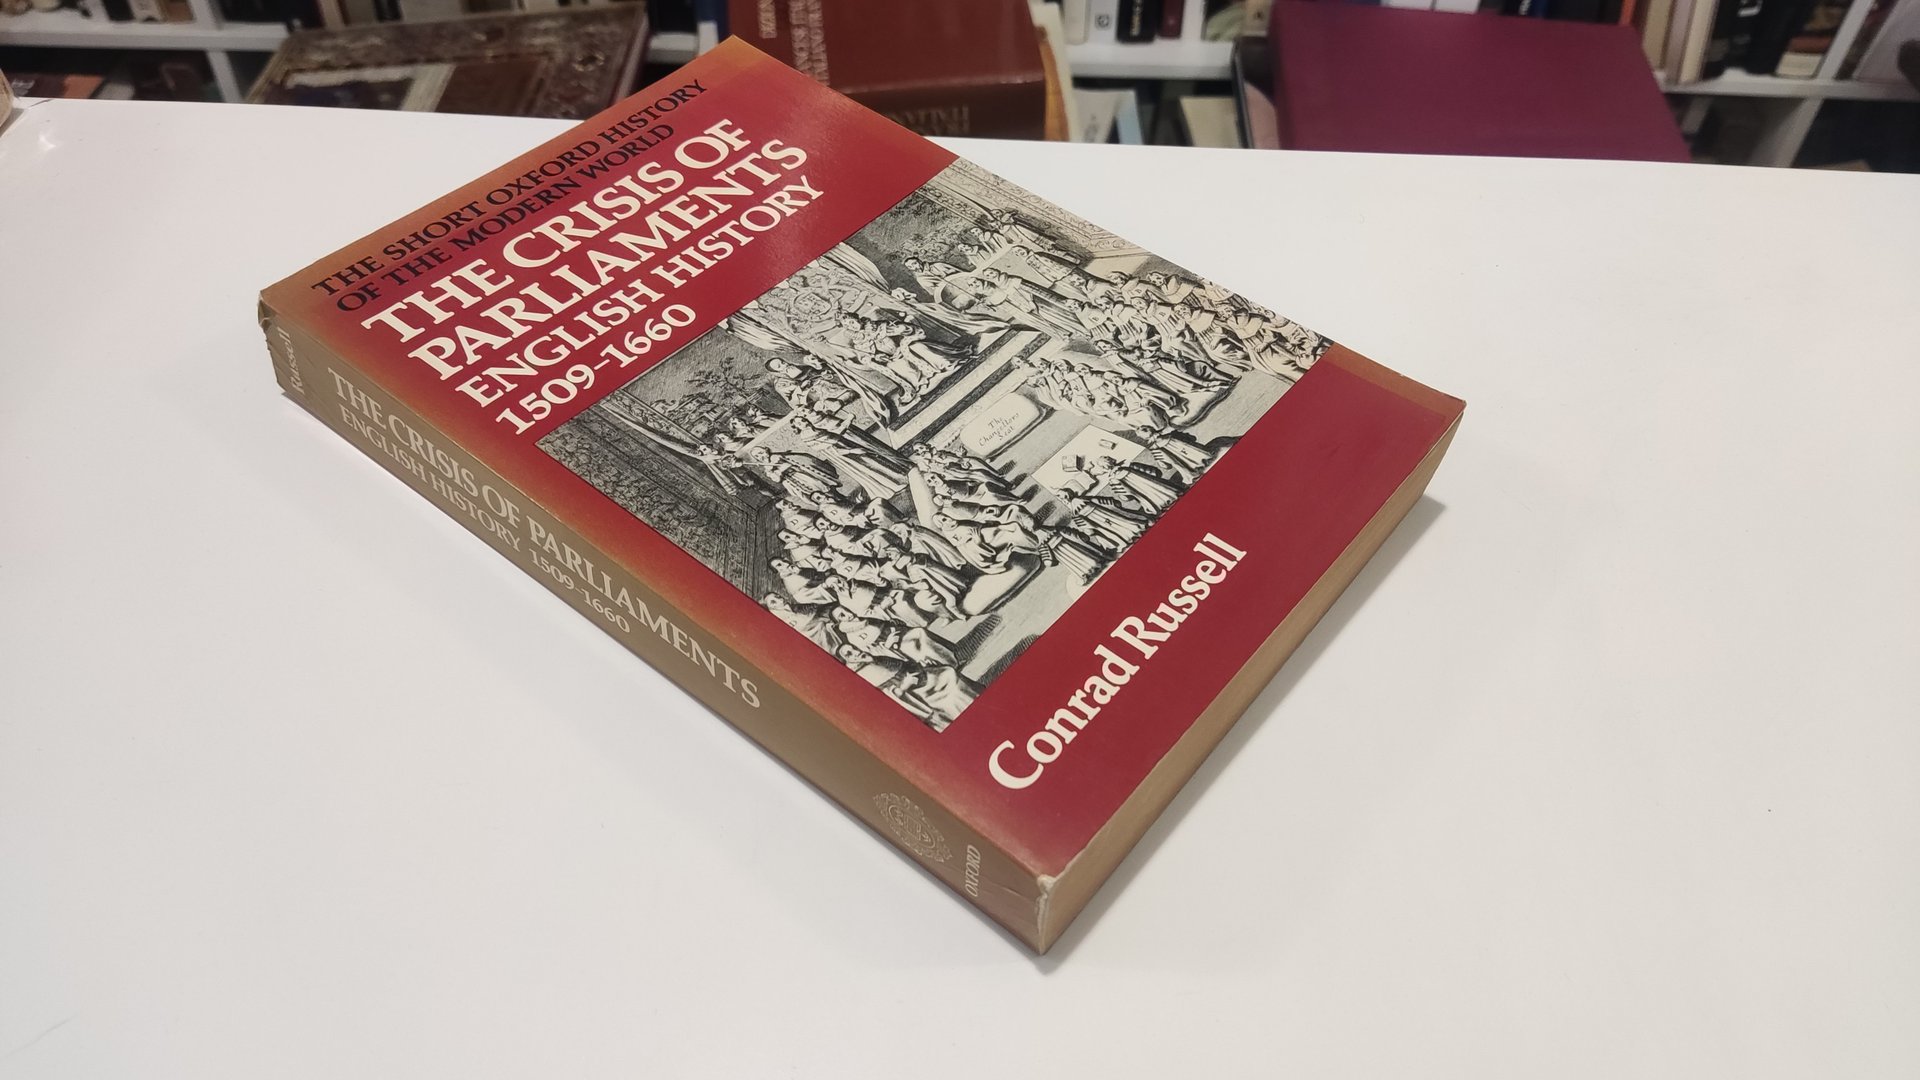 THE SHORT OXFORD HISTORY
OF THE MODERN WORLD
THE CRISIS OF
PARLIAMENTS
ENGLISH HISTORY
1509-1660
The
Chancellors
Seat
Conrad Russell
Russell
THE CRISIS OF PARLIAMENTS
ENGLISH HISTORY 1509-1660
OXFORD